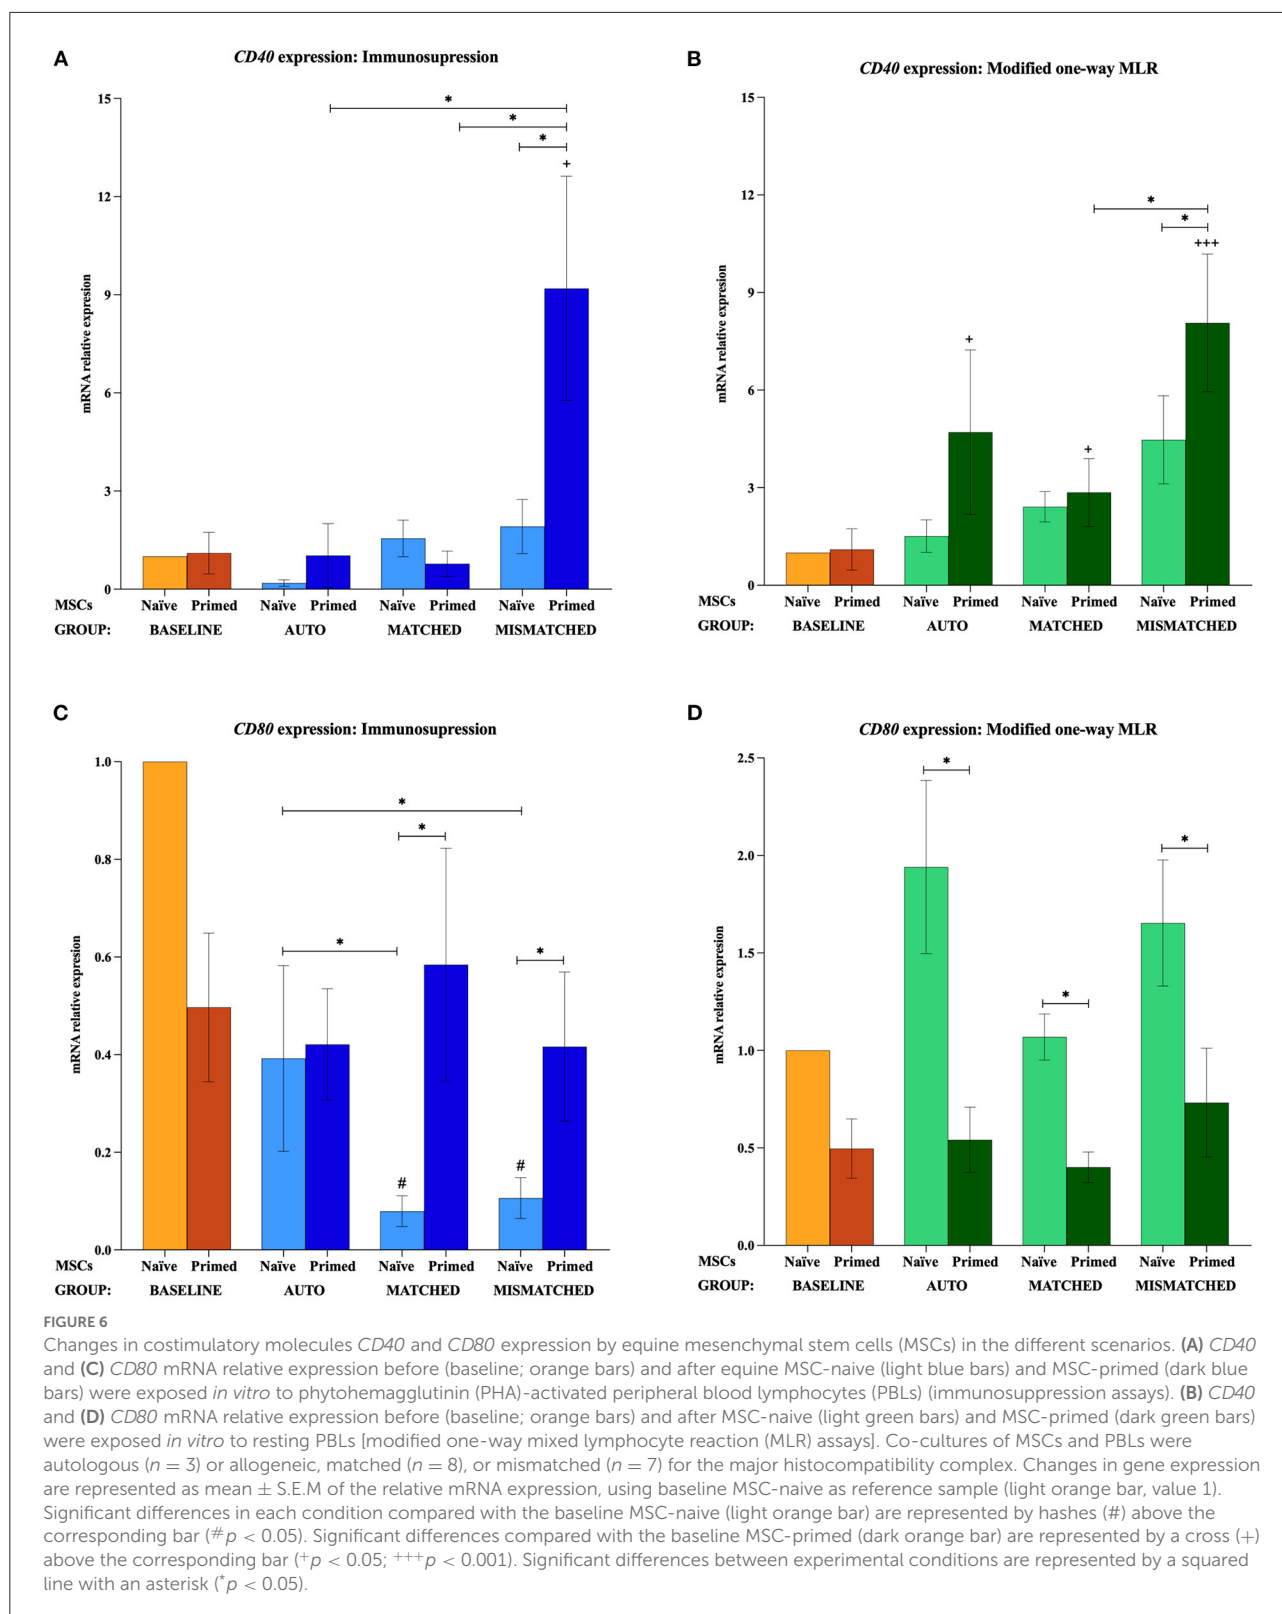 A
CD40 expression: Immunosupression
*
*
*
+
15
12
9
6
3
0
mRNA relative expression
MSCs Naïve Primed Naïve Primed Naïve Primed Naïve Primed
GROUP: BASELINE AUTO MATCHED MISMATCHED
B
CD40 expression: Modified one-way MLR
*
*
+++
+
+
15
12
9
6
3
0
mRNA relative expression
MSCs Naïve Primed Naïve Primed Naïve Primed Naïve Primed
GROUP: BASELINE AUTO MATCHED MISMATCHED
C
CD80 expression: Immunosupression
*
*
*
*
#
#
1.0
0.8
0.6
0.4
0.2
0.0
mRNA relative expression
MSCs Naïve Primed Naïve Primed Naïve Primed Naïve Primed
GROUP: BASELINE AUTO MATCHED MISMATCHED
D
CD80 expression: Modified one-way MLR
*
*
*
2.5
2.0
1.5
1.0
0.5
0.0
mRNA relative expression
MSCs Naïve Primed Naïve Primed Naïve Primed Naïve Primed
GROUP: BASELINE AUTO MATCHED MISMATCHED
FIGURE 6
Changes in costimulatory molecules CD40 and CD80 expression by equine mesenchymal stem cells (MSCs) in the different scenarios. (A) CD40
and (C) CD80 mRNA relative expression before (baseline; orange bars) and after equine MSC-naive (light blue bars) and MSC-primed (dark blue
bars) were exposed in vitro to phytohemagglutinin (PHA)-activated peripheral blood lymphocytes (PBLs) (immunosuppression assays). (B) CD40
and (D) CD80 mRNA relative expression before (baseline; orange bars) and after MSC-naive (light green bars) and MSC-primed (dark green bars)
were exposed in vitro to resting PBLs [modified one-way mixed lymphocyte reaction (MLR) assays]. Co-cultures of MSCs and PBLs were
autologous (n = 3) or allogeneic, matched (n = 8), or mismatched (n = 7) for the major histocompatibility complex. Changes in gene expression
are represented as mean ± S.E.M of the relative mRNA expression, using baseline MSC-naive as reference sample (light orange bar, value 1).
Significant differences in each condition compared with the baseline MSC-naive (light orange bar) are represented by hashes (#) above the
corresponding bar (#p < 0.05). Significant differences compared with the baseline MSC-primed (dark orange bar) are represented by a cross (+)
above the corresponding bar (+p < 0.05; +++p < 0.001). Significant differences between experimental conditions are represented by a squared
line with an asterisk (*p < 0.05).